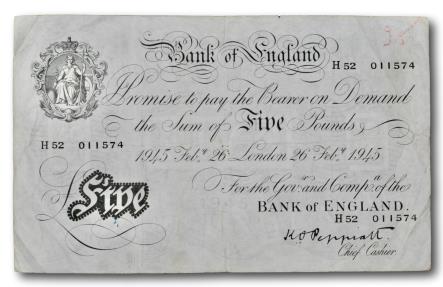 Bank of England
H52 011574
I Promise to pay the Bearer on Demand
the Sum of Five Pounds
H52 011574
1945 Feb.y 26 London 26 Feb.y 1945
For the Gov.r and Comp.a of the
BANK OF ENGLAND.
H52 011574
£ Five
K O Peppiatt
Chief Cashier.